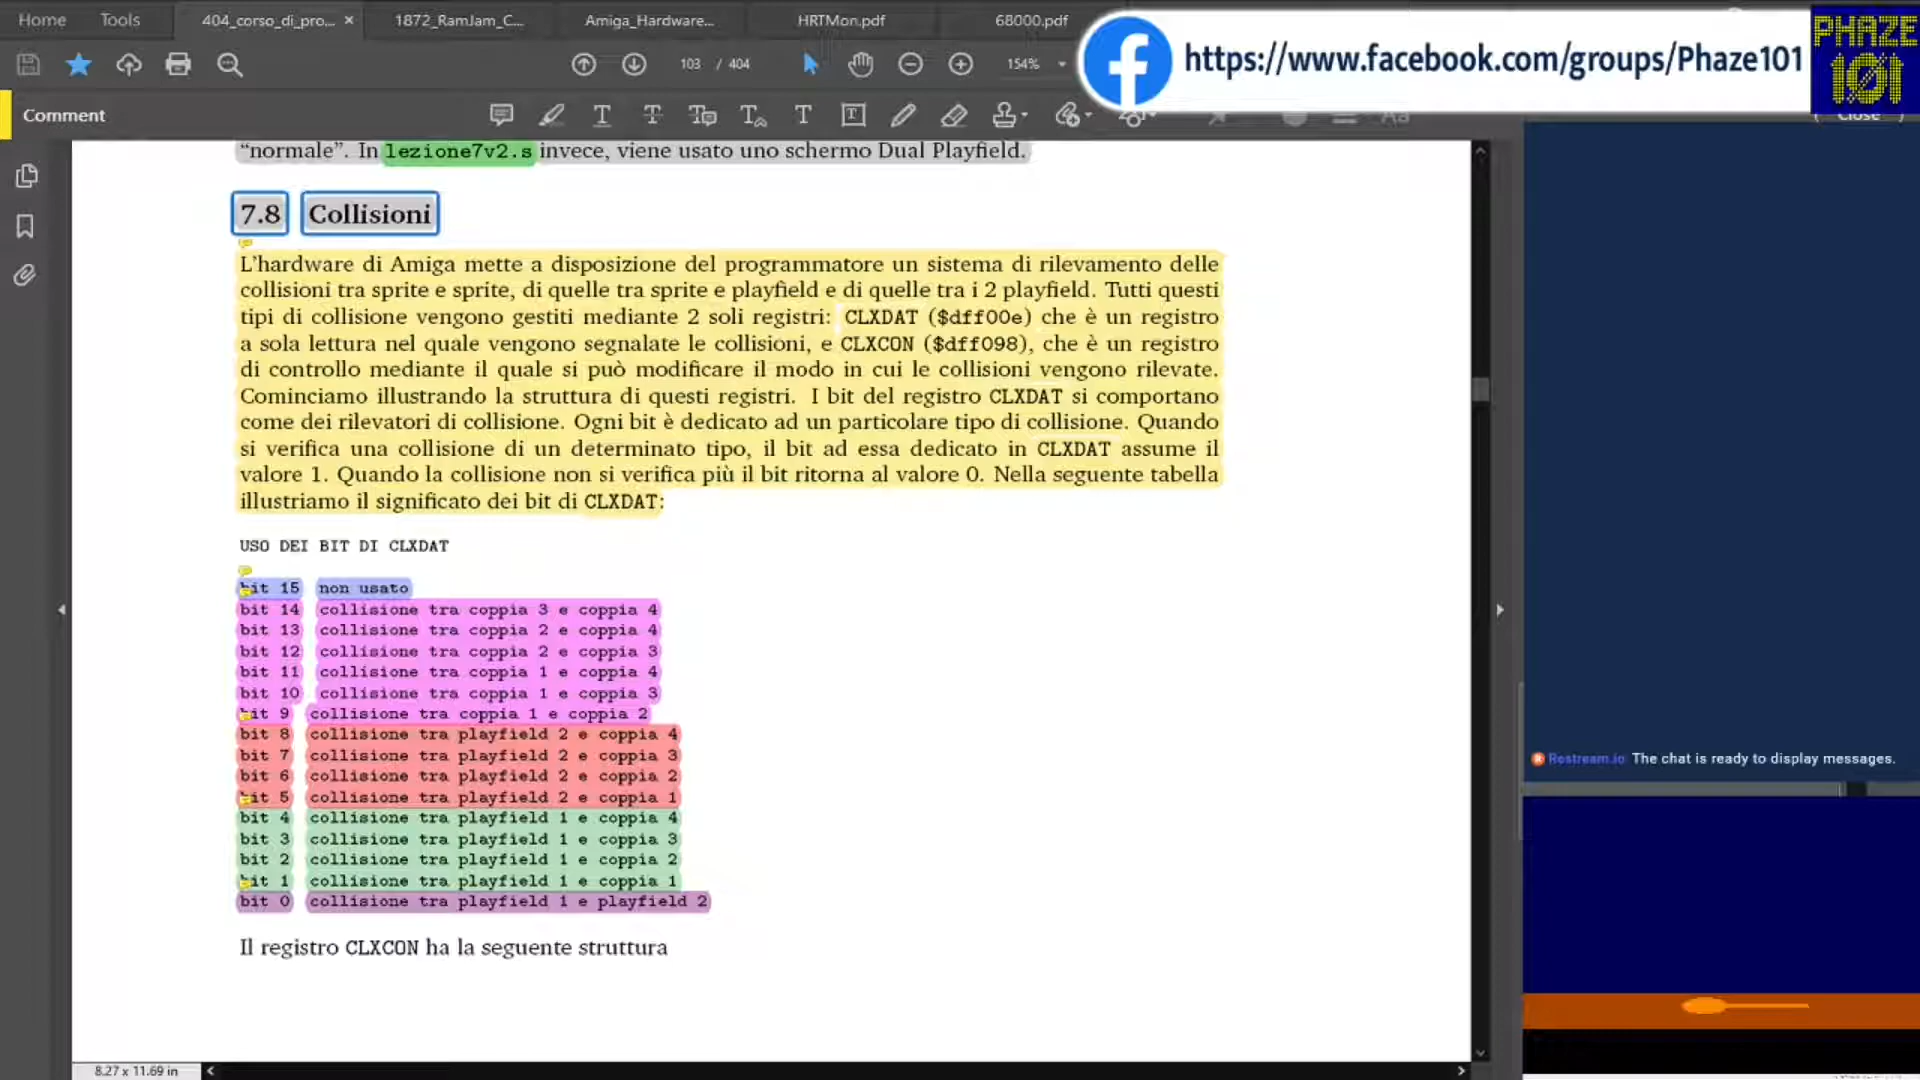 Home
Tools
404_corso_di_pro...
1872_RamJam_C...
Amiga_Hardware...
HRTMon.pdf
68000.pdf
https://www.facebook.com/groups/Phaze101
PHAZE
101
103 / 404
154%
Comment
Close
“normale”. In lezione7v2.s invece, viene usato uno schermo Dual Playfield.
7.8 Collisioni
L’hardware di Amiga mette a disposizione del programmatore un sistema di rilevamento delle
collisioni tra sprite e sprite, di quelle tra sprite e playfield e di quelle tra i 2 playfield. Tutti questi
tipi di collisione vengono gestiti mediante 2 soli registri: CLXDAT ($dff00e) che è un registro
a sola lettura nel quale vengono segnalate le collisioni, e CLXCON ($dff098), che è un registro
di controllo mediante il quale si può modificare il modo in cui le collisioni vengono rilevate.
Cominciamo illustrando la struttura di questi registri. I bit del registro CLXDAT si comportano
come dei rilevatori di collisione. Ogni bit è dedicato ad un particolare tipo di collisione. Quando
si verifica una collisione di un determinato tipo, il bit ad essa dedicato in CLXDAT assume il
valore 1. Quando la collisione non si verifica più il bit ritorna al valore 0. Nella seguente tabella
illustriamo il significato dei bit di CLXDAT:
USO DEI BIT DI CLXDAT
bit 15 non usato
bit 14 collisione tra coppia 3 e coppia 4
bit 13 collisione tra coppia 2 e coppia 4
bit 12 collisione tra coppia 2 e coppia 3
bit 11 collisione tra coppia 1 e coppia 4
bit 10 collisione tra coppia 1 e coppia 3
bit 9 collisione tra coppia 1 e coppia 2
bit 8 collisione tra playfield 2 e coppia 4
bit 7 collisione tra playfield 2 e coppia 3
bit 6 collisione tra playfield 2 e coppia 2
bit 5 collisione tra playfield 2 e coppia 1
bit 4 collisione tra playfield 1 e coppia 4
bit 3 collisione tra playfield 1 e coppia 3
bit 2 collisione tra playfield 1 e coppia 2
bit 1 collisione tra playfield 1 e coppia 1
bit 0 collisione tra playfield 1 e playfield 2
Il registro CLXCON ha la seguente struttura
Restream.io The chat is ready to display messages.
8.27 x 11.69 in